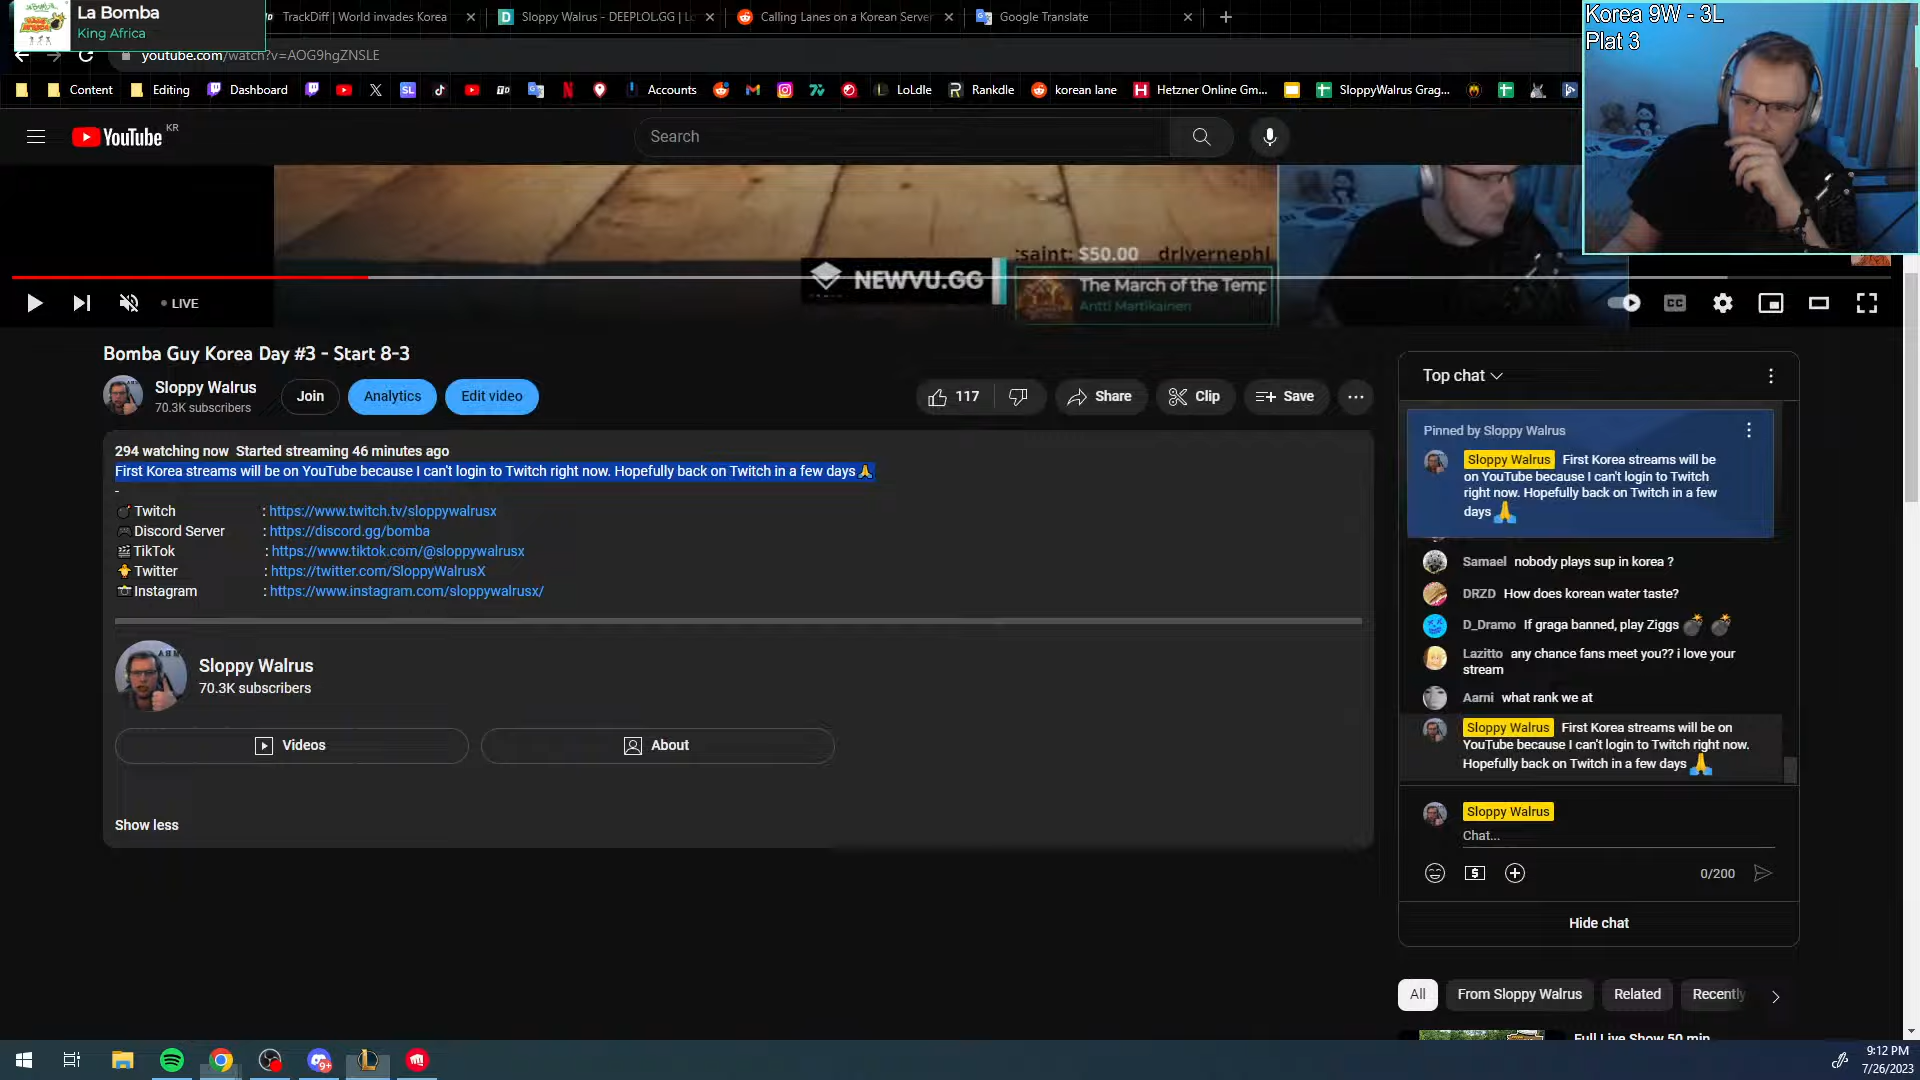 La Bomba
King Africa
TrackDiff | World invades Korea
Sloppy Walrus - DEEPLOL.GG | Lo
Calling Lanes on a Korean Server
Google Translate
youtube.com/watch?v=AOG9hgZNSLE
Content
Editing
Dashboard
Accounts
LoLdle
Rankdle
korean lane
Hetzner Online Gm...
SloppyWalrus Grag...
Korea 9W - 3L
Plat 3
YouTube KR
Search
saint: $50.00 drlvernephl
NEWVU.GG
The March of the Temp
Antti Martikainen
LIVE
CC
Bomba Guy Korea Day #3 - Start 8-3
Sloppy Walrus
70.3K subscribers
Join
Analytics
Edit video
117
Share
Clip
Save
294 watching now Started streaming 46 minutes ago
First Korea streams will be on YouTube because I can't login to Twitch right now. Hopefully back on Twitch in a few days 🙏
-
💣 Twitch : https://www.twitch.tv/sloppywalrusx
🎮 Discord Server : https://discord.gg/bomba
🎬 TikTok : https://www.tiktok.com/@sloppywalrusx
🐥 Twitter : https://twitter.com/SloppyWalrusX
📷 Instagram : https://www.instagram.com/sloppywalrusx/
Sloppy Walrus
70.3K subscribers
Videos
About
Show less
Top chat
Pinned by Sloppy Walrus
Sloppy Walrus First Korea streams will be
on YouTube because I can't login to Twitch
right now. Hopefully back on Twitch in a few
days 🙏
Samael nobody plays sup in korea ?
DRZD How does korean water taste?
D_Dramo If graga banned, play Ziggs 💣 💣
Lazitto any chance fans meet you?? i love your
stream
Aarni what rank we at
Sloppy Walrus First Korea streams will be on
YouTube because I can't login to Twitch right now.
Hopefully back on Twitch in a few days 🙏
Sloppy Walrus
Chat...
0/200
Hide chat
All
From Sloppy Walrus
Related
Recently
Full Live Show 50 min
9+
9:12 PM
7/26/2023